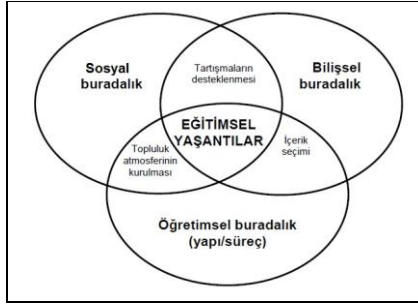 Sosyal
buradalık
Tartışmaların
desteklenmesi
Bilişsel
buradalık
EĞİTİMSEL
YAŞANTILAR
Topluluk
atmosferinin
kurulması
İçerik
seçimi
Öğretimsel buradalık
(yapı/süreç)